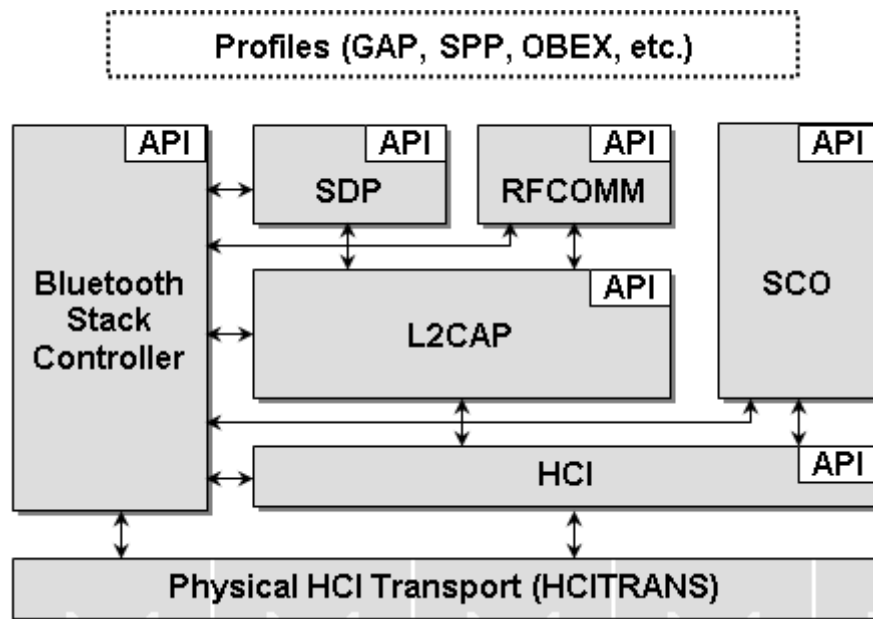 Profiles (GAP, SPP, OBEX, etc.)
API
API
API
API
SDP
RFCOMM
Bluetooth
Stack
Controller
API
L2CAP
SCO
HCI
API
Physical HCI Transport (HCITRANS)